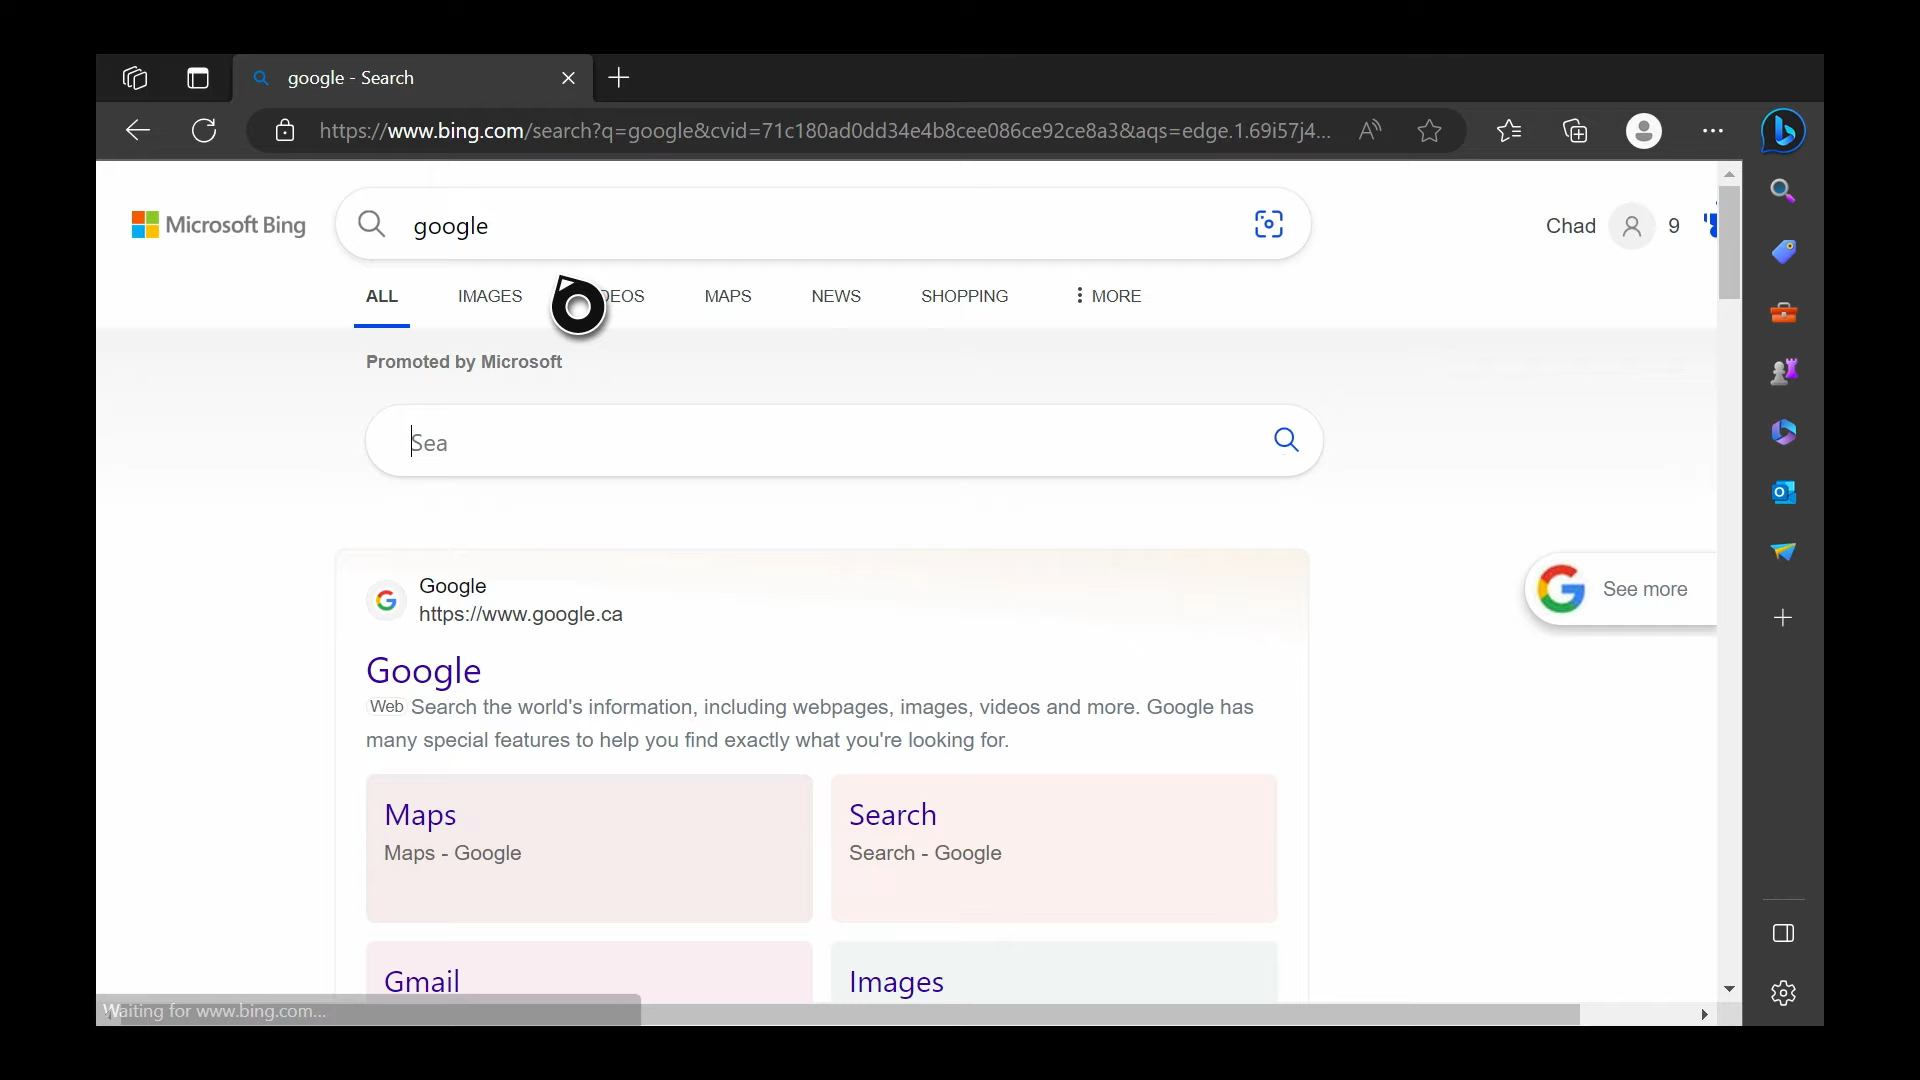 google - Search
https://www.bing.com/search?q=google&cvid=71c180ad0dd34e4b8cee086ce92ce8a3&aqs=edge.1.69i57j4...
Microsoft Bing
google
Chad
9
ALL
IMAGES
DEOS
MAPS
NEWS
SHOPPING
MORE
Promoted by Microsoft
Sea
Google
https://www.google.ca
See more
Google
Web Search the world's information, including webpages, images, videos and more. Google has
many special features to help you find exactly what you're looking for.
Maps
Maps - Google
Search
Search - Google
Gmail
Images
Waiting for www.bing.com...